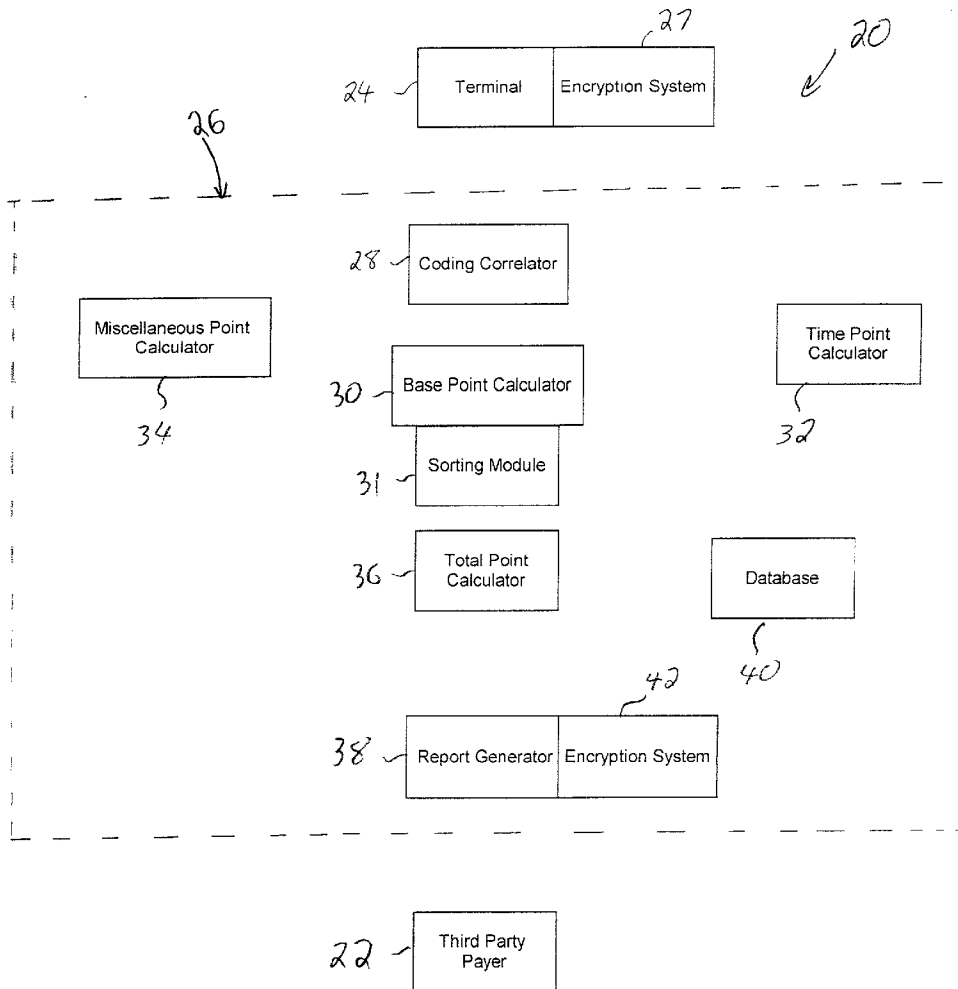 27
20
24
Terminal
Encryption System
26
28
Coding Correlator
Miscellaneous Point
Calculator
34
Time Point
Calculator
32
30
Base Point Calculator
31
Sorting Module
36
Total Point
Calculator
Database
40
42
38
Report Generator
Encryption System
22
Third Party
Payer